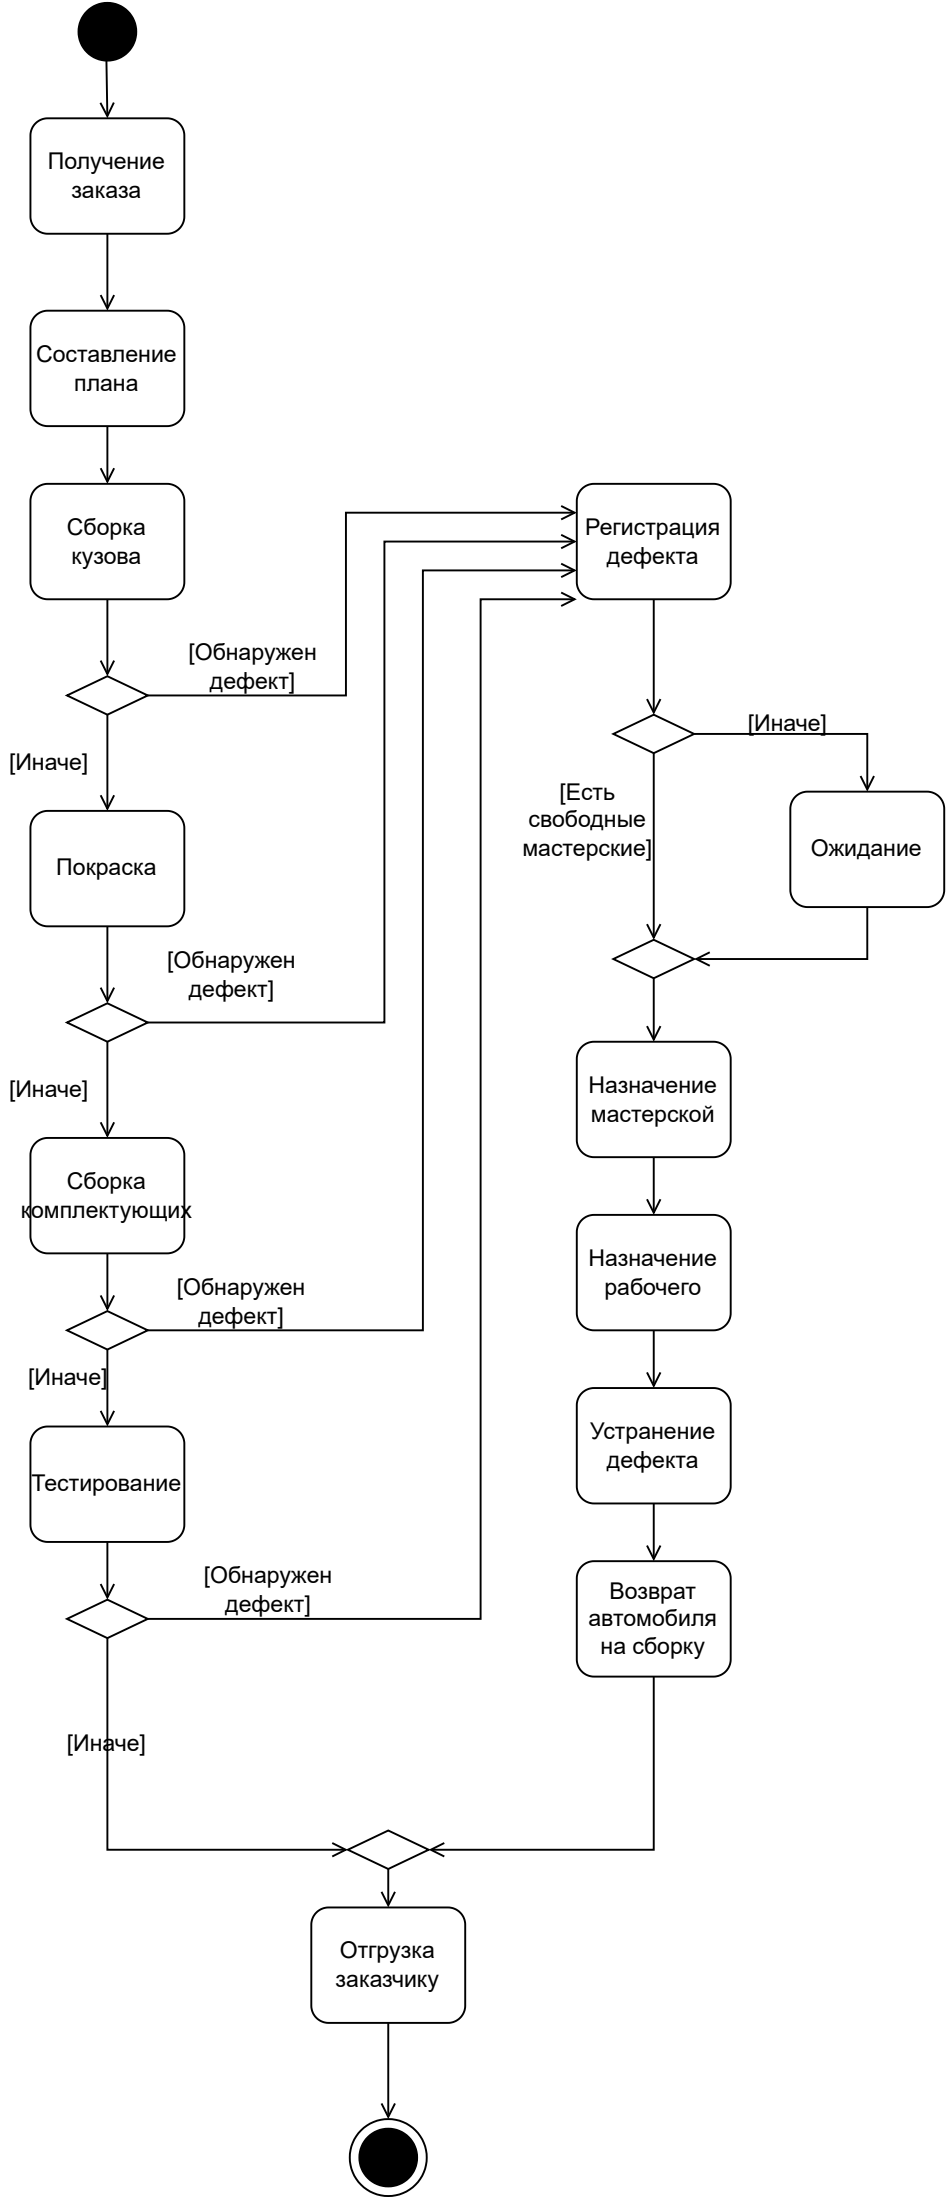 Получение
заказа
Составление
плана
Сборка
кузова
[Обнаружен
дефект]
[Иначе]
Покраска
[Обнаружен
дефект]
[Иначе]
Сборка
комплектующих
[Обнаружен
дефект]
[Иначе]
Тестирование
[Обнаружен
дефект]
[Иначе]
Регистрация
дефекта
[Иначе]
[Есть
свободные
мастерские]
Ожидание
Назначение
мастерской
Назначение
рабочего
Устранение
дефекта
Возврат
автомобиля
на сборку
Отгрузка
заказчику